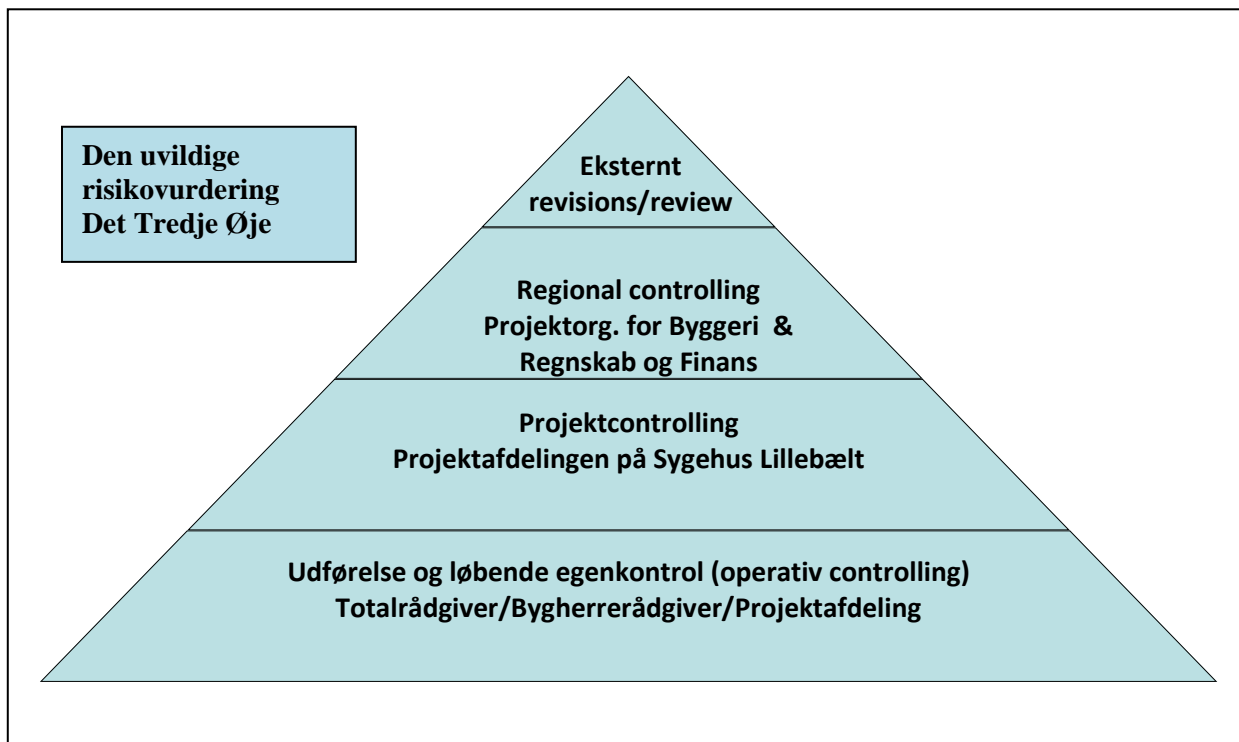 Den uvildige
risikovurdering
Det Tredje Øje
Eksternt
revisions/review
Regional controlling
Projektorg. for Byggeri &
Regnskab og Finans
Projektcontrolling
Projektafdelingen på Sygehus Lillebælt
Udførelse og løbende egenkontrol (operativ controlling)
Totalrådgiver/Bygherrerådgiver/Projektafdeling